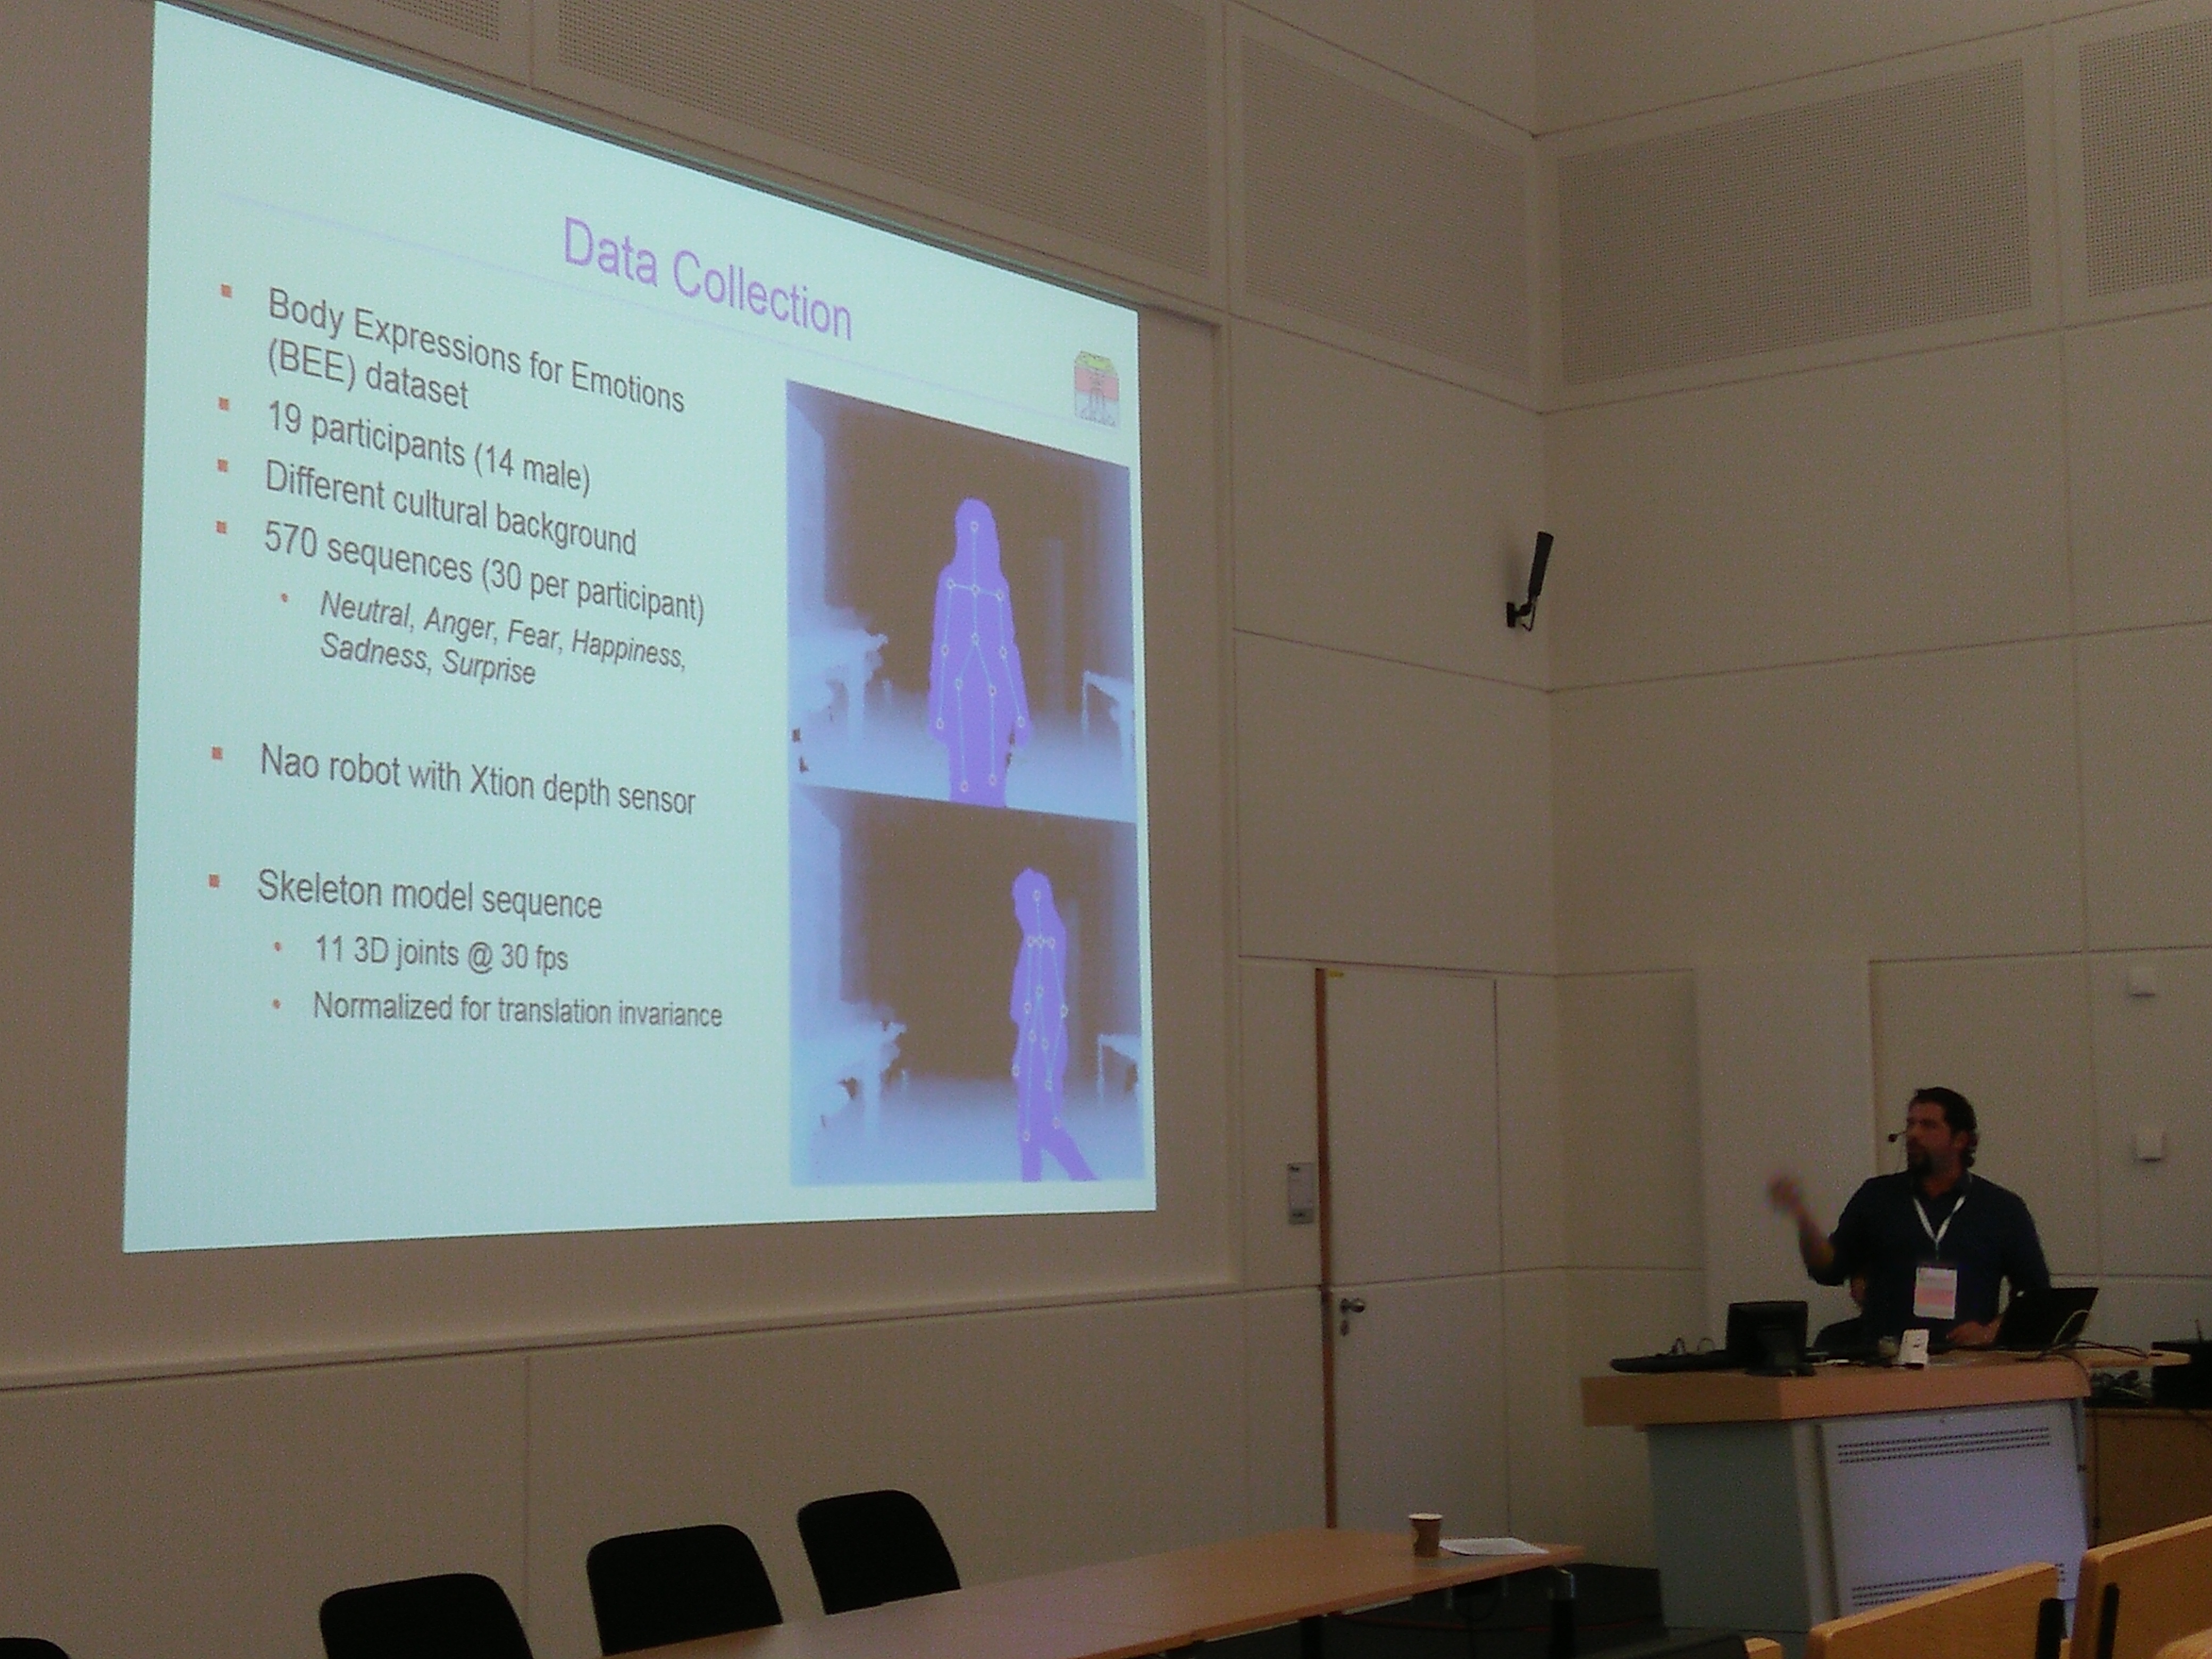 Data Collection
Body Expressions for Emotions
(BEE) dataset
19 participants (14 male)
Different cultural background
570 sequences (30 per participant)
Neutral, Anger, Fear, Happiness,
Sadness, Surprise
Nao robot with Xtion depth sensor
Skeleton model sequence
11 3D joints @ 30 fps
Normalized for translation invariance